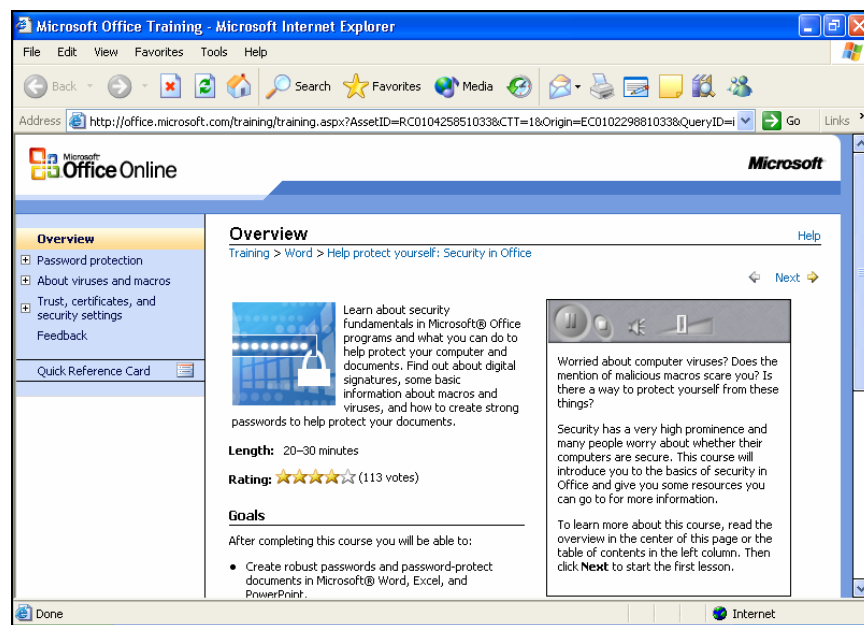 Microsoft Office Training - Microsoft Internet Explorer
File Edit View Favorites Tools Help
Back Search Favorites Media
Address http://office.microsoft.com/training/training.aspx?AssetID=RC010425851033&CTT=1&Origin=EC010229881033&QueryID=i Go Links
Microsoft
Office Online
Microsoft
Overview
Password protection
About viruses and macros
Trust, certificates, and
security settings
Feedback
Quick Reference Card
Overview
Help
Training > Word > Help protect yourself: Security in Office
Next
Learn about security
fundamentals in Microsoft® Office
programs and what you can do to
help protect your computer and
documents. Find out about digital
signatures, some basic
information about macros and
viruses, and how to create strong
passwords to help protect your documents.
Length: 20–30 minutes
Rating: (113 votes)
Goals
After completing this course you will be able to:
• Create robust passwords and password-protect
documents in Microsoft® Word, Excel, and
PowerPoint.
Worried about computer viruses? Does the
mention of malicious macros scare you? Is
there a way to protect yourself from these
things?
Security has a very high prominence and
many people worry about whether their
computers are secure. This course will
introduce you to the basics of security in
Office and give you some resources you
can go to for more information.
To learn more about this course, read the
overview in the center of this page or the
table of contents in the left column. Then
click Next to start the first lesson.
Done Internet